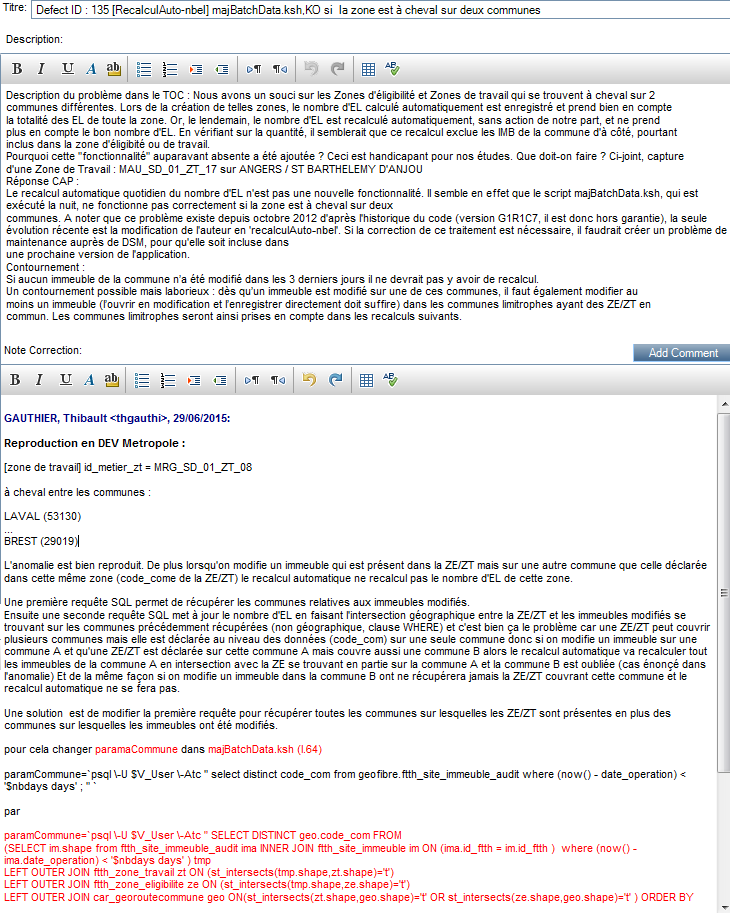 Titre: Defect ID : 135 [RecalculAuto-nbel] majBatchData.ksh,KO si la zone est à cheval sur deux communes
Description:
B I U A ab
Description du problème dans le TOC : Nous avons un souci sur les Zones d'éligibilité et Zones de travail qui se trouvent à cheval sur 2
communes différentes. Lors de la création de telles zones, le nombre d'EL calculé automatiquement est enregistré et prend bien en compte
la totalité des EL de toute la zone. Or, le lendemain, le nombre d'EL est recalculé automatiquement, sans action de notre part, et ne prend
plus en compte le bon nombre d'EL. En vérifiant sur la quantité, il semblerait que ce recalcul exclue les IMB de la commune d'à côté, pourtant
inclus dans la zone d'éligibité ou de travail.
Pourquoi cette "fonctionnalité" auparavant absente a été ajoutée ? Ceci est handicapant pour nos études. Que doit-on faire ? Ci-joint, capture
d'une Zone de Travail : MAU_SD_01_ZT_17 sur ANGERS / ST BARTHELEMY D'ANJOU
Réponse CAP :
Le recalcul automatique quotidien du nombre d'EL n'est pas une nouvelle fonctionnalité. Il semble en effet que le script majBatchData.ksh, qui est
exécuté la nuit, ne fonctionne pas correctement si la zone est à cheval sur deux
communes. A noter que ce problème existe depuis octobre 2012 d'après l'historique du code (version G1R1C7, il est donc hors garantie), la seule
évolution récente est la modification de l'auteur en 'recalculAuto-nbel'. Si la correction de ce traitement est nécessaire, il faudrait créer un problème de
maintenance auprès de DSM, pour qu'elle soit incluse dans
une prochaine version de l'application.
Contournement :
Si aucun immeuble de la commune n'a été modifié dans les 3 derniers jours il ne devrait pas y avoir de recalcul.
Un contournement possible mais laborieux : dès qu'un immeuble est modifié sur une de ces communes, il faut également modifier au
moins un immeuble (l'ouvrir en modification et l'enregistrer directement doit suffire) dans les communes limitrophes ayant des ZE/ZT en
commun. Les communes limitrophes seront ainsi prises en compte dans les recalculs suivants.
Note Correction:
Add Comment
B I U A ab
GAUTHIER, Thibault <thgauthi>, 29/06/2015:
Reproduction en DEV Metropole :
[zone de travail] id_metier_zt = MRG_SD_01_ZT_08
à cheval entre les communes :
LAVAL (53130)
...
BREST (29019)
L'anomalie est bien reproduit. De plus lorsqu'on modifie un immeuble qui est présent dans la ZE/ZT mais sur une autre commune que celle déclarée
dans cette même zone (code_come de la ZE/ZT) le recalcul automatique ne recalcul pas le nombre d'EL de cette zone.
Une première requête SQL permet de récupérer les communes relatives aux immeubles modifiés.
Ensuite une seconde requête SQL met à jour le nombre d'EL en faisant l'intersection géographique entre la ZE/ZT et les immeubles modifiés se
trouvant sur les communes précédemment récupérées (non géographique, clause WHERE) et c'est bien ça le problème car une ZE/ZT peut couvrir
plusieurs communes mais elle est déclarée au niveau des données (code_com) sur une seule commune donc si on modifie un immeuble sur une
commune A et qu'une ZE/ZT est déclarée sur cette commune A mais couvre aussi une commune B alors le recalcul automatique va recalculer tout
les immeubles de la commune A en intersection avec la ZE se trouvant en partie sur la commune A et la commune B est oubliée (cas énonçé dans
l'anomalie) Et de la même façon si on modifie un immeuble dans la commune B ont ne récupérera jamais la ZE/ZT couvrant cette commune et le
recalcul automatique ne se fera pas.
Une solution est de modifier la première requête pour récupérer toutes les communes sur lesquelles les ZE/ZT sont présentes en plus des
communes sur lesquelles les immeubles ont été modifiés.
pour cela changer paramaCommune dans majBatchData.ksh (l.64)
paramCommune=`psql \-U $V_User \-Atc " select distinct code_com from geofibre.ftth_site_immeuble_audit where (now() - date_operation) <
'$nbdays days' ; " `
par
paramCommune=`psql \-U $V_User \-Atc " SELECT DISTINCT geo.code_com FROM
(SELECT im.shape from ftth_site_immeuble_audit ima INNER JOIN ftth_site_immeuble im ON (ima.id_ftth = im.id_ftth ) where (now() -
ima.date_operation) < '$nbdays days' ) tmp
LEFT OUTER JOIN ftth_zone_travail zt ON (st_intersects(tmp.shape,zt.shape)='t')
LEFT OUTER JOIN ftth_zone_eligibilite ze ON (st_intersects(tmp.shape,ze.shape)='t')
LEFT OUTER JOIN car_georoutecommune geo ON(st_intersects(zt.shape,geo.shape)='t' OR st_intersects(ze.shape,geo.shape)='t' ) ORDER BY